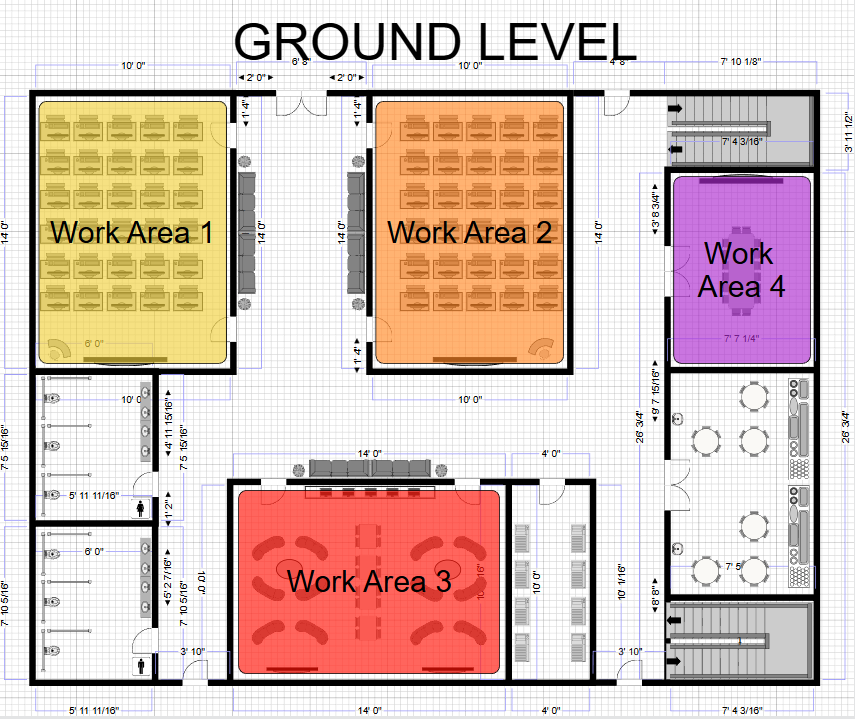 GROUND LEVEL
10' 0"
6' 8"
10' 0"
4' 8"
7' 10 1/8"
2' 0"
2' 0"
1' 4"
1' 4"
3' 11 1/2"
7' 4 3/16"
14' 0"
Work Area 1
14' 0"
14' 0"
Work Area 2
14' 0"
3' 8 3/4"
Work
Area 4
6' 0"
1' 4"
7' 7 1/4"
10' 0"
10' 0"
9' 7 15/16"
26' 3/4"
26' 3/4"
7' 5 15/16"
4' 11 15/16"
7' 5 15/16"
14' 0"
4' 0"
5' 11 11/16"
1' 2"
6' 0"
7' 10 5/16"
5' 2 7/16"
7' 10 5/16"
10' 0"
Work Area 3
10' 0"
10' 1/16"
8' 8"
7' 5"
3' 10"
3' 10"
5' 11 11/16"
14' 0"
4' 0"
7' 4 3/16"